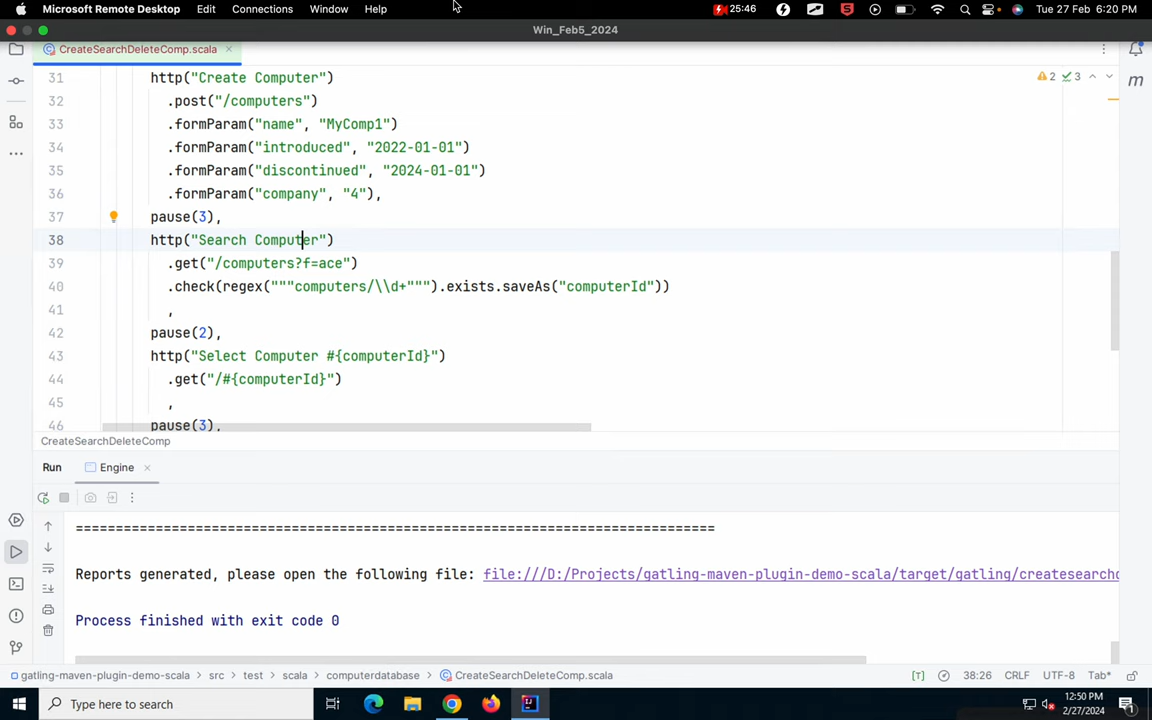 Microsoft Remote Desktop Edit Connections Window Help 25:46 S Tue 27 Feb 6:20 PM
Win_Feb5_2024
CreateSearchDeleteComp.scala
31 http("Create Computer") 2 3
32 .post("/computers")
33 .formParam("name", "MyComp1")
34 .formParam("introduced", "2022-01-01")
35 .formParam("discontinued", "2024-01-01")
36 .formParam("company", "4"),
37 pause(3),
38 http("Search Computer")
39 .get("/computers?f=ace")
40 .check(regex("""computers/\\d+""").exists.saveAs("computerId"))
41 ,
42 pause(2),
43 http("Select Computer #{computerId}")
44 .get("/#{computerId}")
45 ,
46 pause(3),
CreateSearchDeleteComp
Run Engine
================================================================================
Reports generated, please open the following file: file:///D:/Projects/gatling-maven-plugin-demo-scala/target/gatling/createsearchd
Process finished with exit code 0
gatling-maven-plugin-demo-scala > src > test > scala > computerdatabase > CreateSearchDeleteComp.scala [T] 38:26 CRLF UTF-8 Tab*
Type here to search 12:50 PM
2/27/2024 1